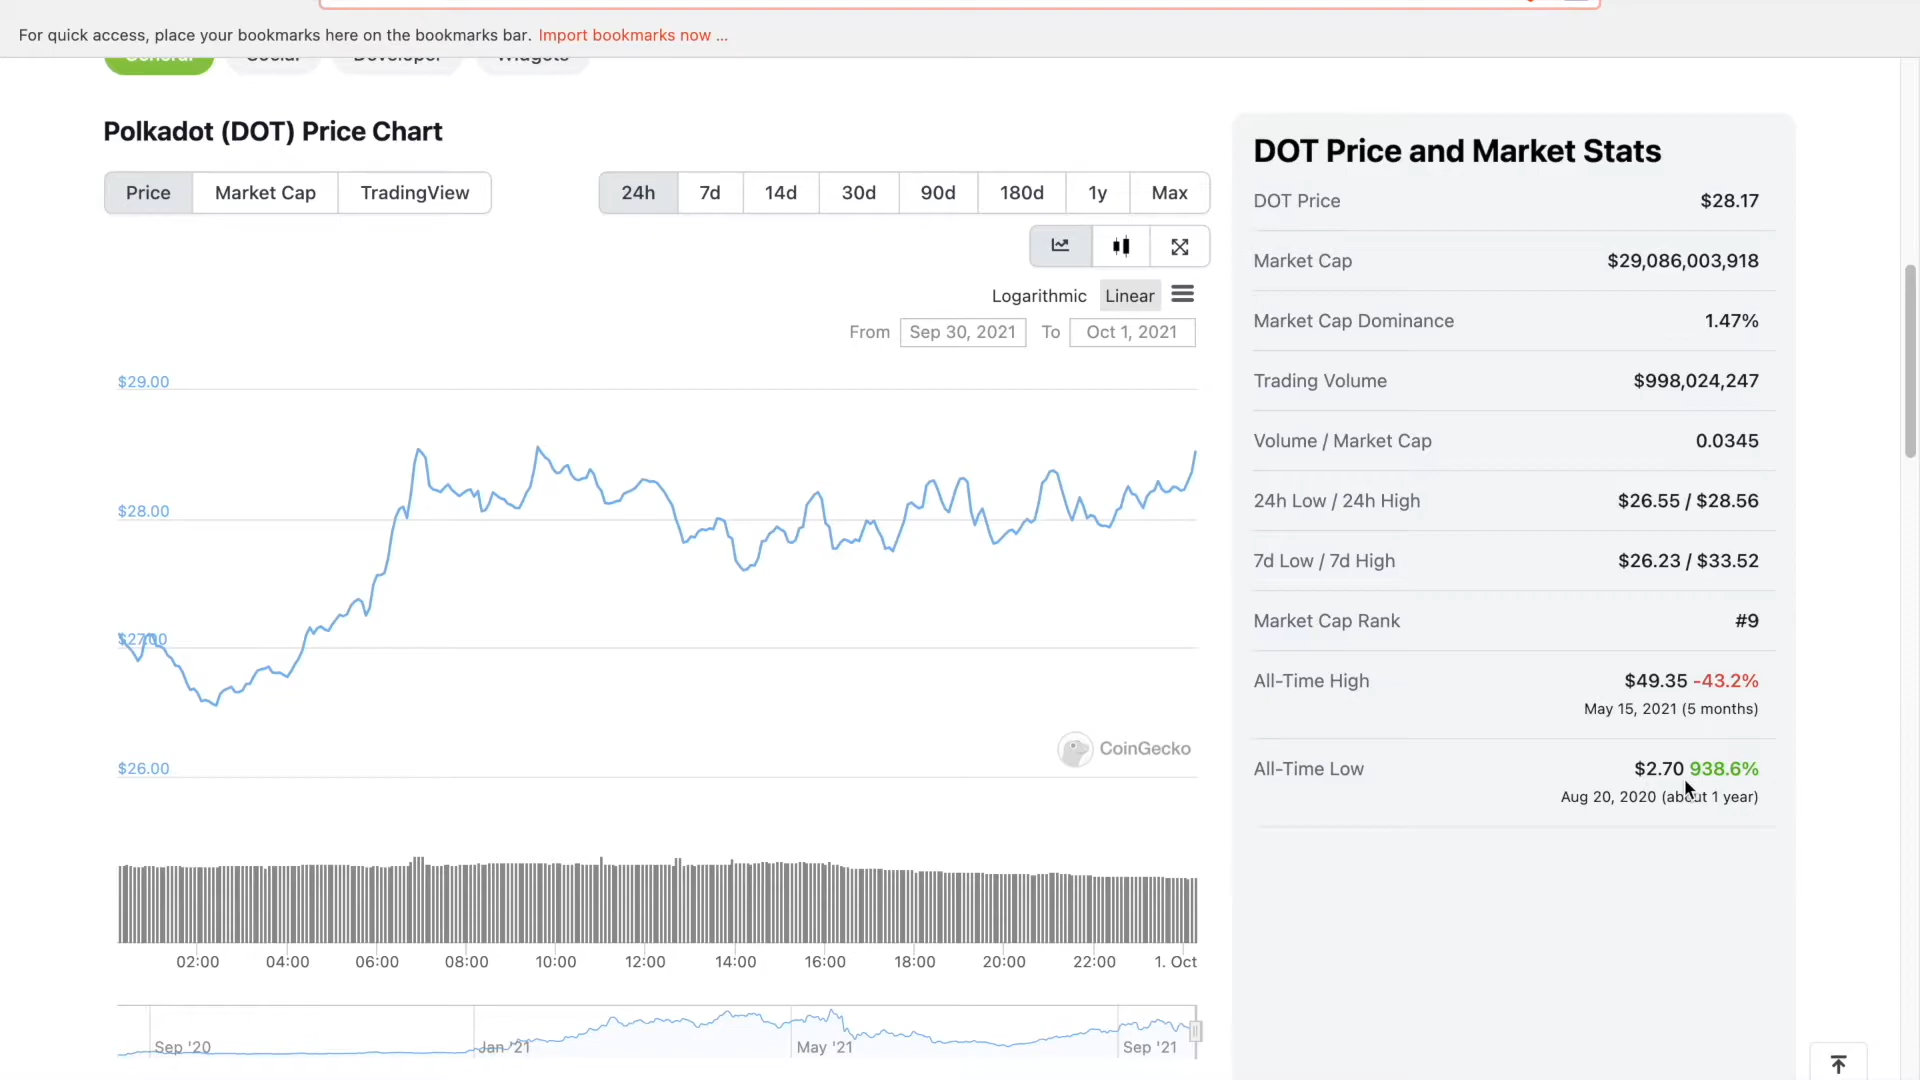 For quick access, place your bookmarks here on the bookmarks bar. Import bookmarks now ...
General Social Developer Widgets
Polkadot (DOT) Price Chart
Price Market Cap TradingView
24h 7d 14d 30d 90d 180d 1y Max
Logarithmic Linear
From Sep 30, 2021 To Oct 1, 2021
$29.00
$28.00
$27.00
$26.00
CoinGecko
02:00 04:00 06:00 08:00 10:00 12:00 14:00 16:00 18:00 20:00 22:00 1. Oct
Sep '20 Jan '21 May '21 Sep '21
DOT Price and Market Stats
DOT Price $28.17
Market Cap $29,086,003,918
Market Cap Dominance 1.47%
Trading Volume $998,024,247
Volume / Market Cap 0.0345
24h Low / 24h High $26.55 / $28.56
7d Low / 7d High $26.23 / $33.52
Market Cap Rank #9
All-Time High $49.35 -43.2%
May 15, 2021 (5 months)
All-Time Low $2.70 938.6%
Aug 20, 2020 (about 1 year)